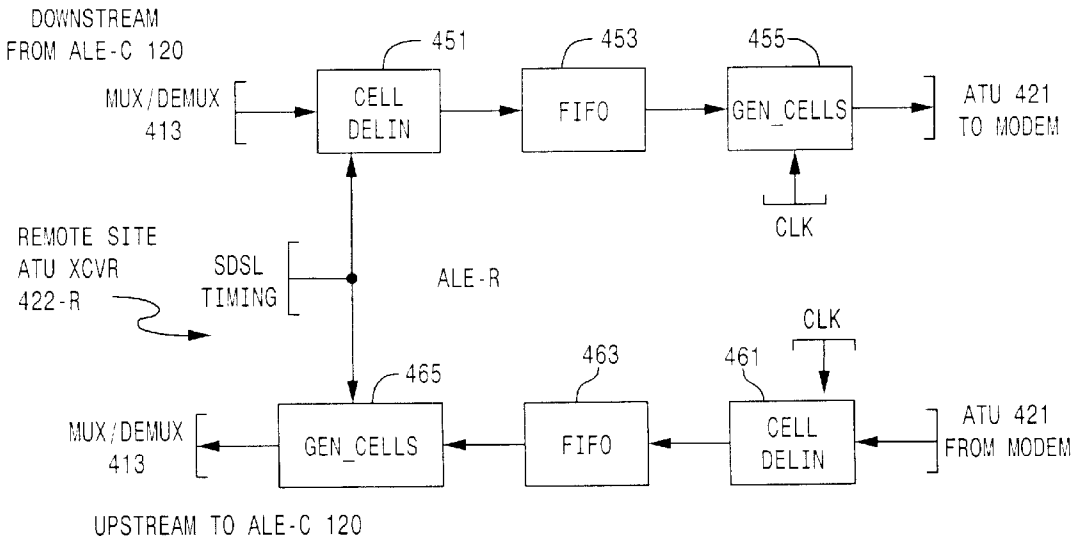 DOWNSTREAM
FROM ALE-C 120
451
453
455
MUX/DEMUX
413
CELL
DELIN
FIFO
GEN_CELLS
ATU 421
TO MODEM
CLK
REMOTE SITE
ATU XCVR
422-R
SDSL
TIMING
ALE-R
CLK
465
463
461
MUX/DEMUX
413
GEN_CELLS
FIFO
CELL
DELIN
ATU 421
FROM MODEM
UPSTREAM TO ALE-C 120